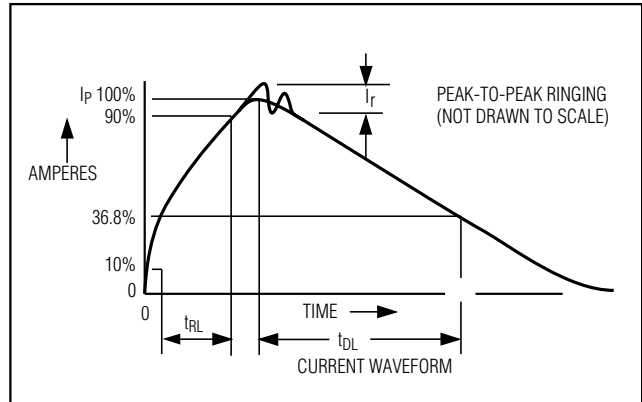 IP 100%
90%
AMPERES
36.8%
10%
0
0
tRL
TIME
tDL
CURRENT WAVEFORM
Ir
PEAK-TO-PEAK RINGING
(NOT DRAWN TO SCALE)